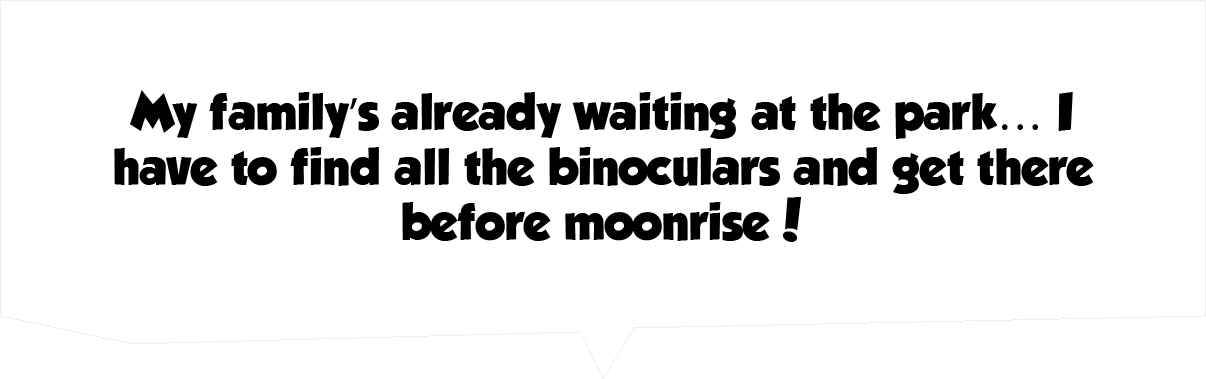 My family's already waiting at the park... I
have to find all the binoculars and get there
before moonrise!